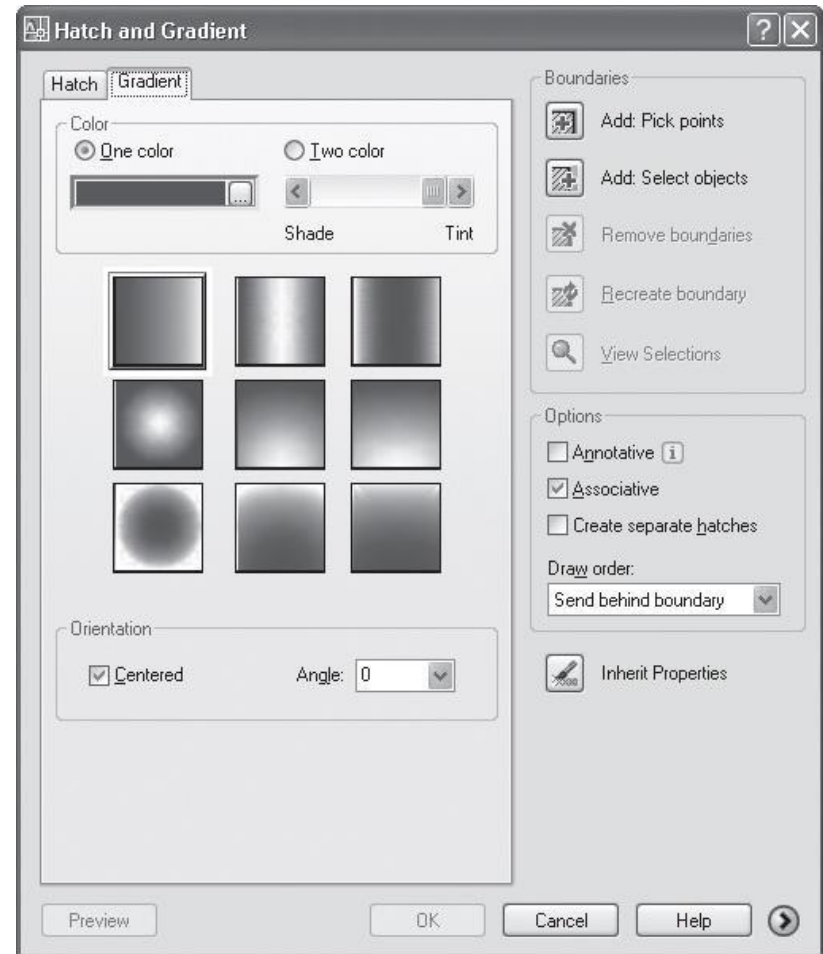 Hatch and Gradient
Hatch Gradient
Color
One color Two color
...
Shade Tint
Orientation
Centered Angle: 0
Boundaries
Add: Pick points
Add: Select objects
Remove boundaries
Recreate boundary
View Selections
Options
Annotative i
Associative
Create separate hatches
Draw order:
Send behind boundary
Inherit Properties
Preview OK Cancel Help